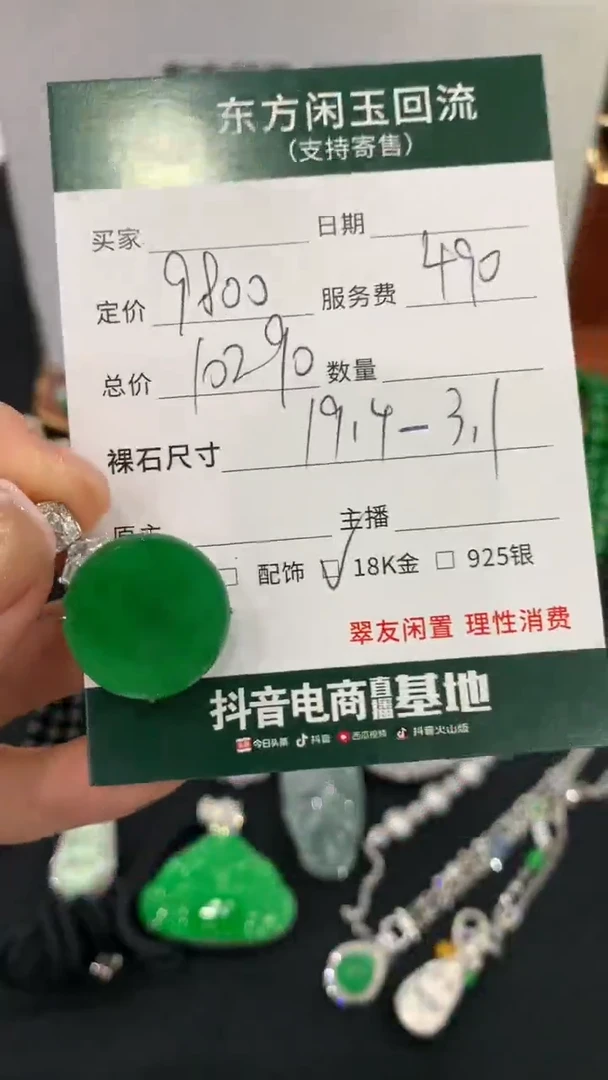 东方闲玉回流
（支持寄售）
买家 日期
定价 9800 服务费 490
总价 10290 数量
裸石尺寸 19.4-3.1
原主 主播
□ 配饰 ☑ 18K金 □ 925银
翠友闲置 理性消费
抖音电商直播基地
今日头条 抖音 西瓜视频 抖音火山版